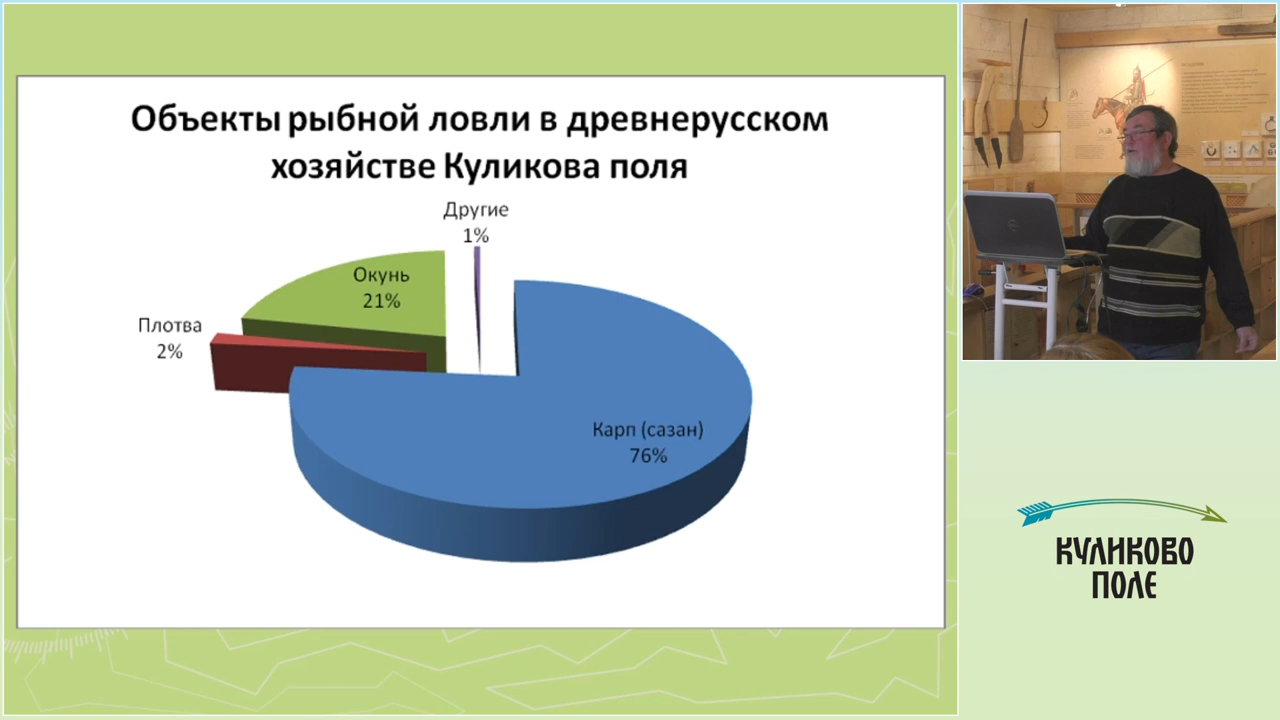 Объекты рыбной ловли в древнерусском
хозяйстве Куликова поля
Другие
1%
Окунь
21%
Плотва
2%
Карп (сазан)
76%
КУЛИКОВО
ПОЛЕ